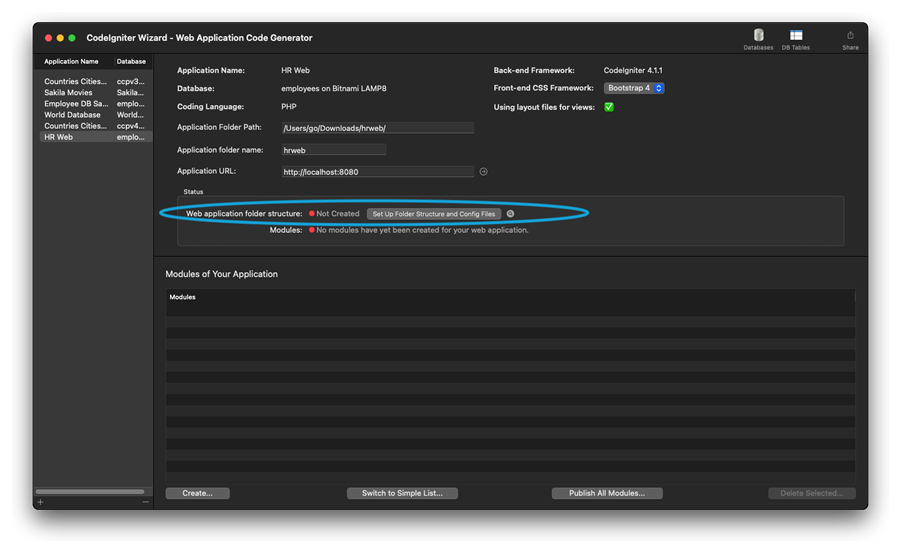 CodeIgniter Wizard - Web Application Code Generator
Databases DB Tables Share
Application Name Database
Countries Cities... ccpv3...
Sakila Movies Sakila...
Employee DB Sa... emplo...
World Database World...
Countries Cities... ccpv4...
HR Web emplo...
Application Name: HR Web
Back-end Framework: CodeIgniter 4.1.1
Database: employees on Bitnami LAMP8
Front-end CSS Framework: Bootstrap 4
Coding Language: PHP
Using layout files for views:
Application Folder Path: /Users/go/Downloads/hrweb/
Application folder name: hrweb
Application URL: http://localhost:8080
Status
Web application folder structure: Not Created Set Up Folder Structure and Config Files
Modules: No modules have yet been created for your web application.
Modules of Your Application
Modules
Create... Switch to Simple List... Publish All Modules... Delete Selected...
+ −